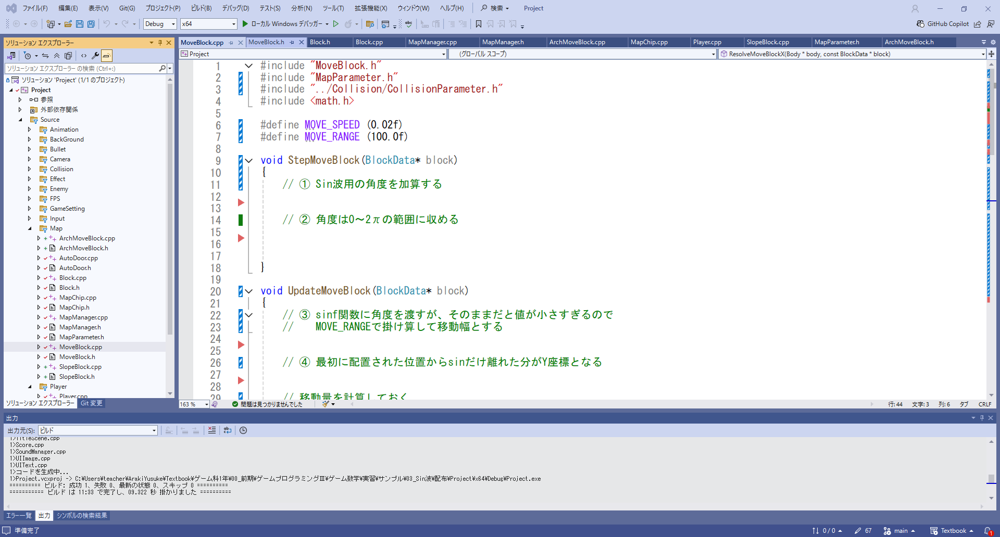 ファイル(F) 編集(E) 表示(V) Git(G) プロジェクト(P) ビルド(B) デバッグ(D) テスト(S) 分析(N) ツール(T) 拡張機能(X) ウィンドウ(W) ヘルプ(H) 検索 Project
Debug x64 ローカル Windows デバッガー GitHub Copilot
ソリューション エクスプローラー
MoveBlock.cpp MoveBlock.h Block.h Block.cpp MapManager.cpp MapManager.h ArchMoveBlock.cpp MapChip.cpp Player.cpp SlopeBlock.cpp MapParameter.h ArchMoveBlock.h
Project (グローバル スコープ) ResolveMoveBlockX(Body * body, const BlockData * block)
ソリューション エクスプローラー の検索 (Ctrl+:)
ソリューション 'Project' (1/1 のプロジェクト)
Project
参照
外部依存関係
Source
Animation
BackGround
Bullet
Camera
Collision
Effect
Enemy
FPS
GameSetting
Input
Map
ArchMoveBlock.cpp
ArchMoveBlock.h
AutoDoor.cpp
AutoDoor.h
Block.cpp
Block.h
MapChip.cpp
MapChip.h
MapManager.cpp
MapManager.h
MapParameter.h
MoveBlock.cpp
MoveBlock.h
SlopeBlock.cpp
SlopeBlock.h
Player
Player.cpp
ソリューション エクスプローラー Git 変更
1 #include "MoveBlock.h"
2 #include "MapParameter.h"
3 #include "../Collision/CollisionParameter.h"
4 #include <math.h>
5
6 #define MOVE_SPEED (0.02f)
7 #define MOVE_RANGE (100.0f)
8
9 void StepMoveBlock(BlockData* block)
10 {
11 // ① Sin波用の角度を加算する
12
13
14 // ② 角度は0～2πの範囲に収める
15
16
17
18 }
19
20 void UpdateMoveBlock(BlockData* block)
21 {
22 // ③ sinf関数に角度を渡すが、そのままだと値が小さすぎるので
23 // MOVE_RANGEで掛け算して移動幅とする
24
25
26 // ④ 最初に配置された位置からsinだけ離れた分がY座標となる
27
28
29 // 移動量を計算しておく
163 % 問題は見つかりませんでした 行: 44 文字: 3 列: 6 タブ CRLF
出力
出力元(S): ビルド
1>TitleScene.cpp
1>Score.cpp
1>SoundManager.cpp
1>UIImage.cpp
1>UIText.cpp
1>コードを生成中...
1>Project.vcxproj -> C:¥Users¥teacher¥ArakiYusuke¥Textbook¥ゲーム科1年¥00_前期¥ゲームプログラミングⅢ¥ゲーム数学¥実習¥サンプル¥03_Sin波¥配布¥Project¥x64¥Debug¥Project.exe
========== ビルド: 成功 1、失敗 0、最新の状態 0、スキップ 0 ==========
=========== ビルド は 11:33 で完了し、09.322 秒 掛かりました ==========
エラー一覧 出力 シンボルの検索結果
準備完了 0 / 0 67 main Textbook 1